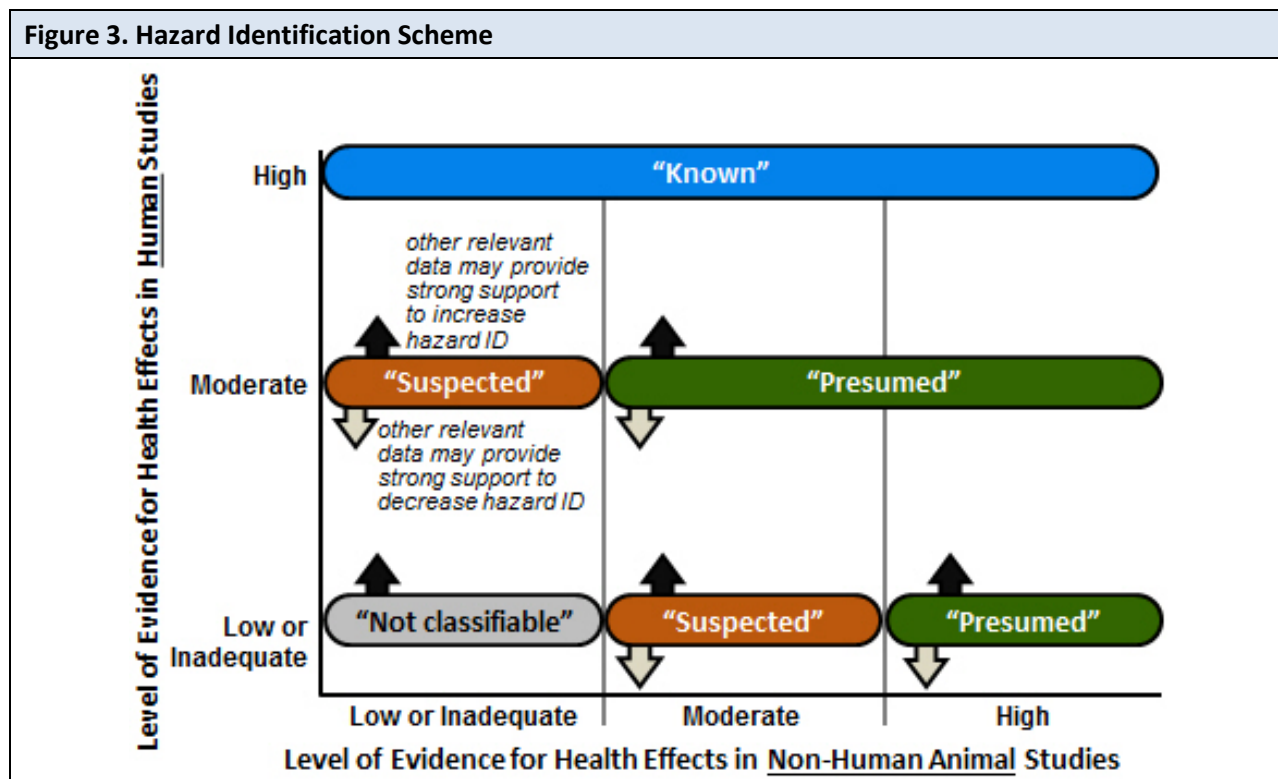 Figure 3. Hazard Identification Scheme
Level of Evidence for Health Effects in Human Studies
High
“Known”
other relevant
data may provide
strong support
to increase
hazard ID
Moderate
“Suspected”
“Presumed”
other relevant
data may provide
strong support to
decrease hazard ID
Low or
Inadequate
“Not classifiable”
“Suspected”
“Presumed”
Low or Inadequate
Moderate
High
Level of Evidence for Health Effects in Non-Human Animal Studies